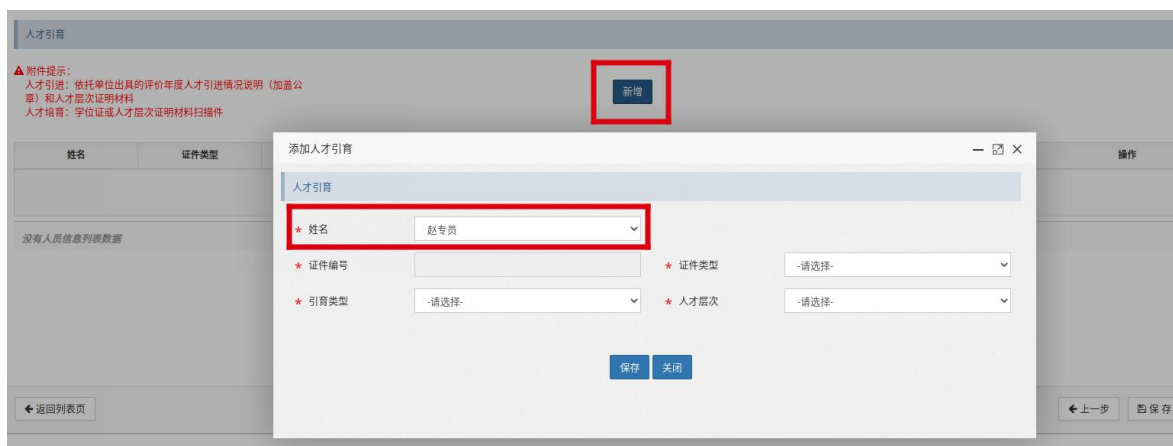 人才引育
附件提示：
人才引进：依托单位出具的评价年度人才引进情况说明（加盖公
章）和人才层次证明材料
人才培育：学位证或人才层次证明材料扫描件
新增
姓名 证件类型 操作
没有人员信息列表数据
添加人才引育
人才引育
* 姓名 赵专员
* 证件编号 * 证件类型 -请选择-
* 引育类型 -请选择- * 人才层次 -请选择-
保存 关闭
返回列表页 上一步 保存